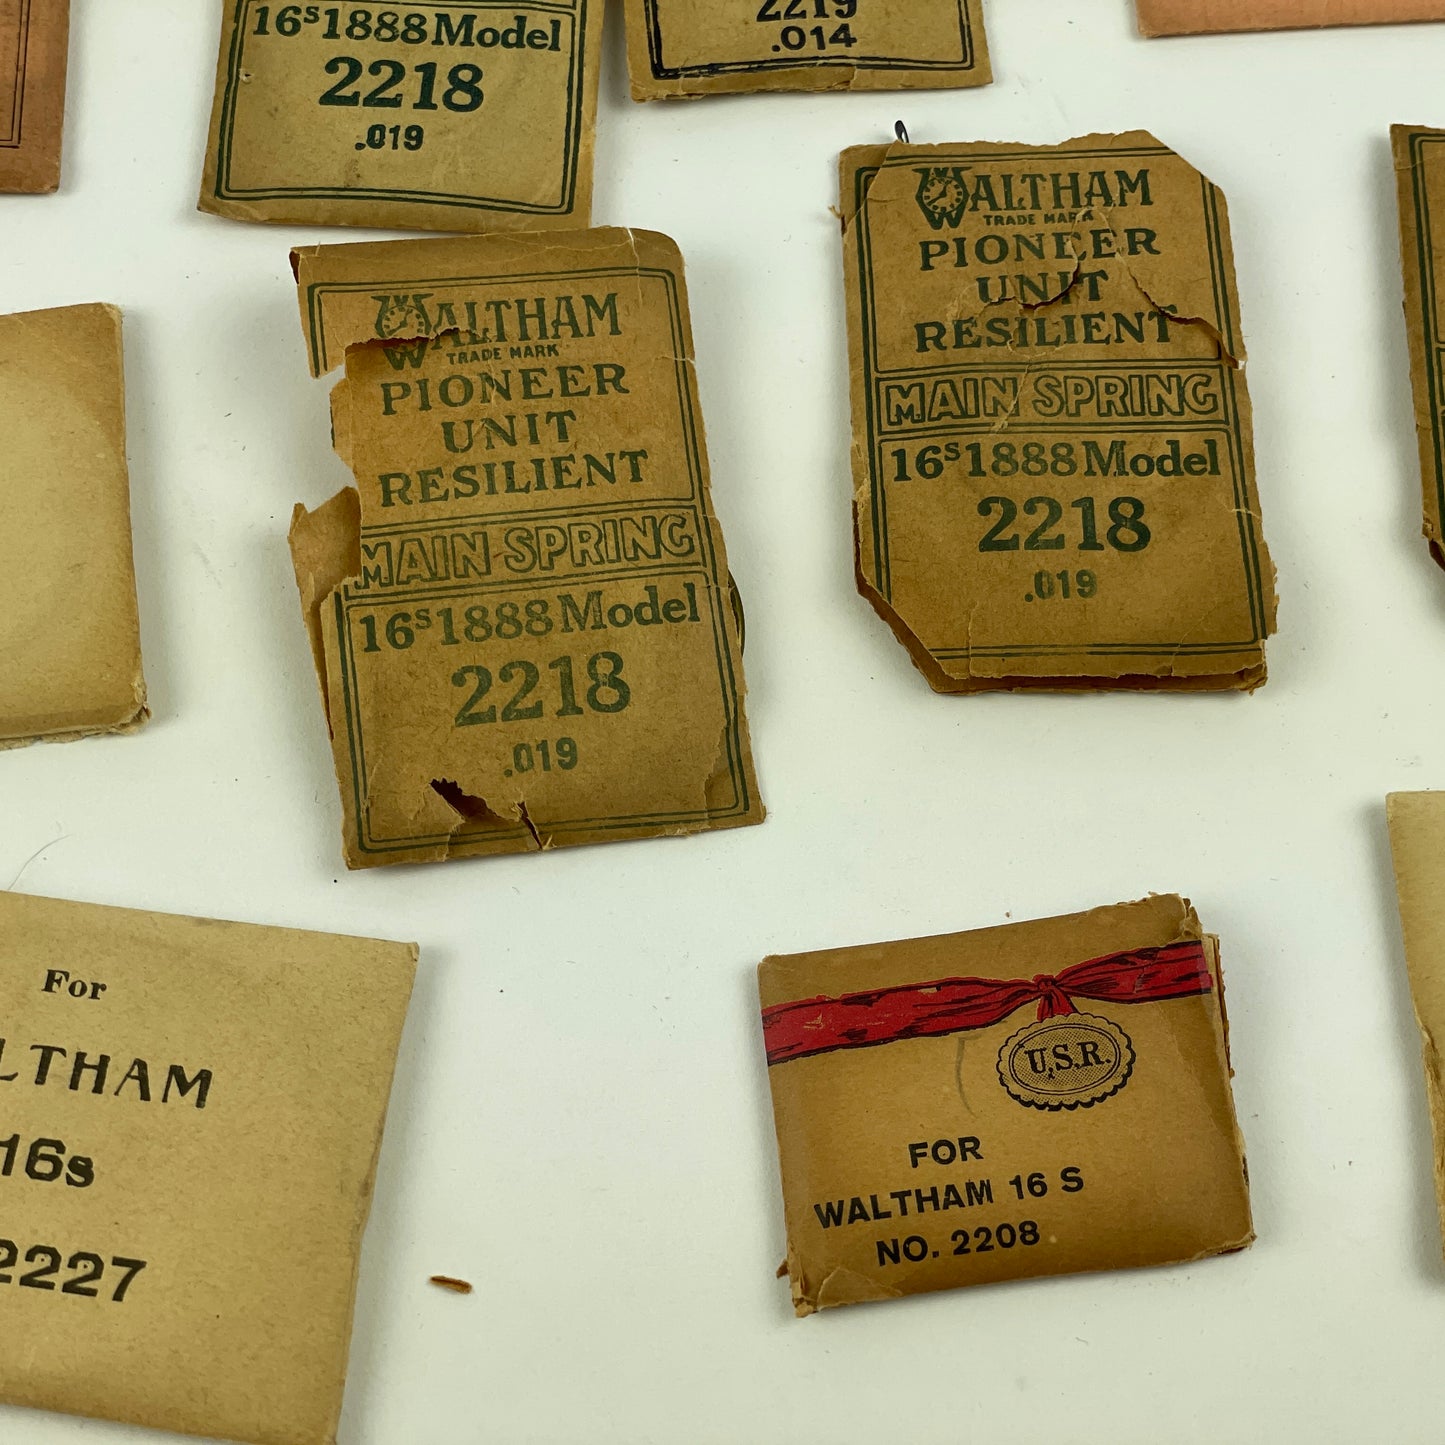 16s 1888 Model
2218
.019
2219
.014
WALTHAM
TRADE MARK
PIONEER
UNIT
RESILIENT
MAIN SPRING
16s 1888 Model
2218
.019
WALTHAM
TRADE MARK
PIONEER
UNIT
RESILIENT
MAIN SPRING
16s 1888 Model
2218
.019
For
LTHAM
16s
2227
U.S.R.
FOR
WALTHAM 16 S
NO. 2208